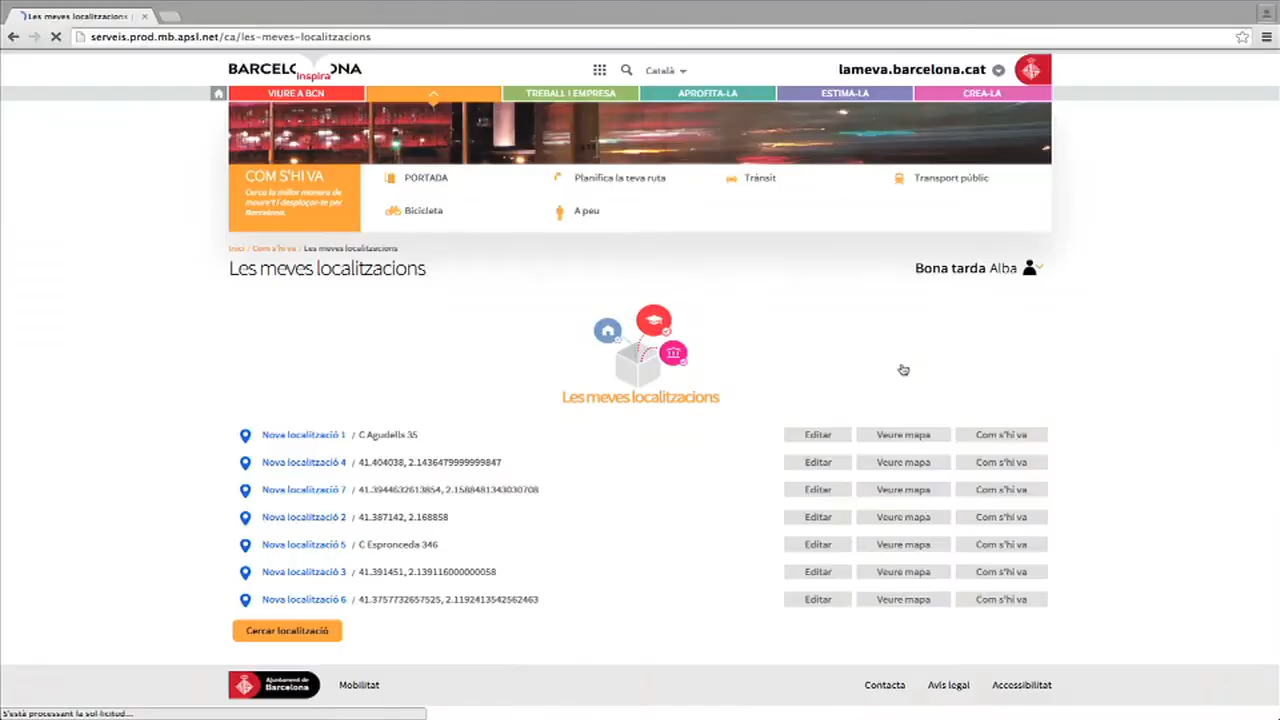 Les meves localitzacions
serveis.prod.mb.apsl.net/ca/les-meves-localitzacions
BARCELONA
inspira
Català
lameva.barcelona.cat
VIURE A BCN
TREBALL I EMPRESA
APROFITA-LA
ESTIMA-LA
CREA-LA
COM S'HI VA
Cerca la millor manera de
moure't i desplaçar-te per
Barcelona.
PORTADA
Planifica la teva ruta
Trànsit
Transport públic
Bicicleta
A peu
Inici / Com s'hi va / Les meves localitzacions
Les meves localitzacions
Bona tarda Alba
Les meves localitzacions
Nova localització 1 / C Agudells 35 Editar Veure mapa Com s'hi va
Nova localització 4 / 41.404038, 2.1436479999999847 Editar Veure mapa Com s'hi va
Nova localització 7 / 41.3944632613854, 2.1588481343030708 Editar Veure mapa Com s'hi va
Nova localització 2 / 41.387142, 2.168858 Editar Veure mapa Com s'hi va
Nova localització 5 / C Espronceda 346 Editar Veure mapa Com s'hi va
Nova localització 3 / 41.391451, 2.139116000000058 Editar Veure mapa Com s'hi va
Nova localització 6 / 41.3757732657525, 2.1192413542562463 Editar Veure mapa Com s'hi va
Cercar localització
Ajuntament de
Barcelona
Mobilitat
Contacta
Avís legal
Accessibilitat
S'està processant la sol·licitud...